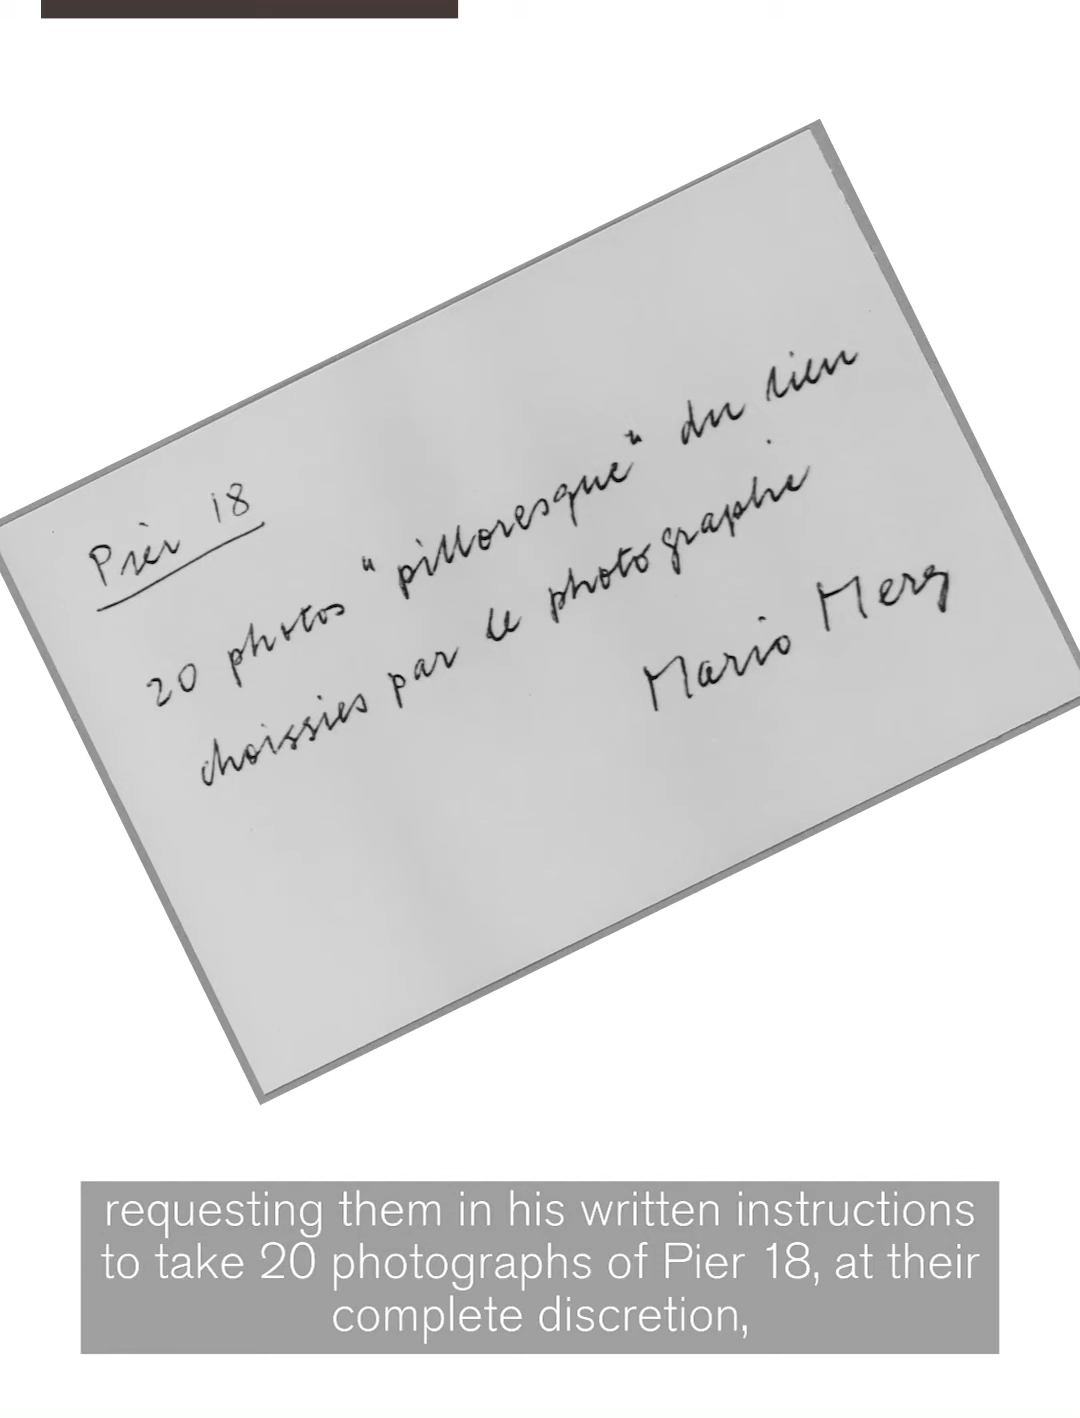 Pièr 18
20 photos "pittoresque" du lieu
choissies par le photographe
Mario Merz
requesting them in his written instructions
to take 20 photographs of Pier 18, at their
complete discretion,